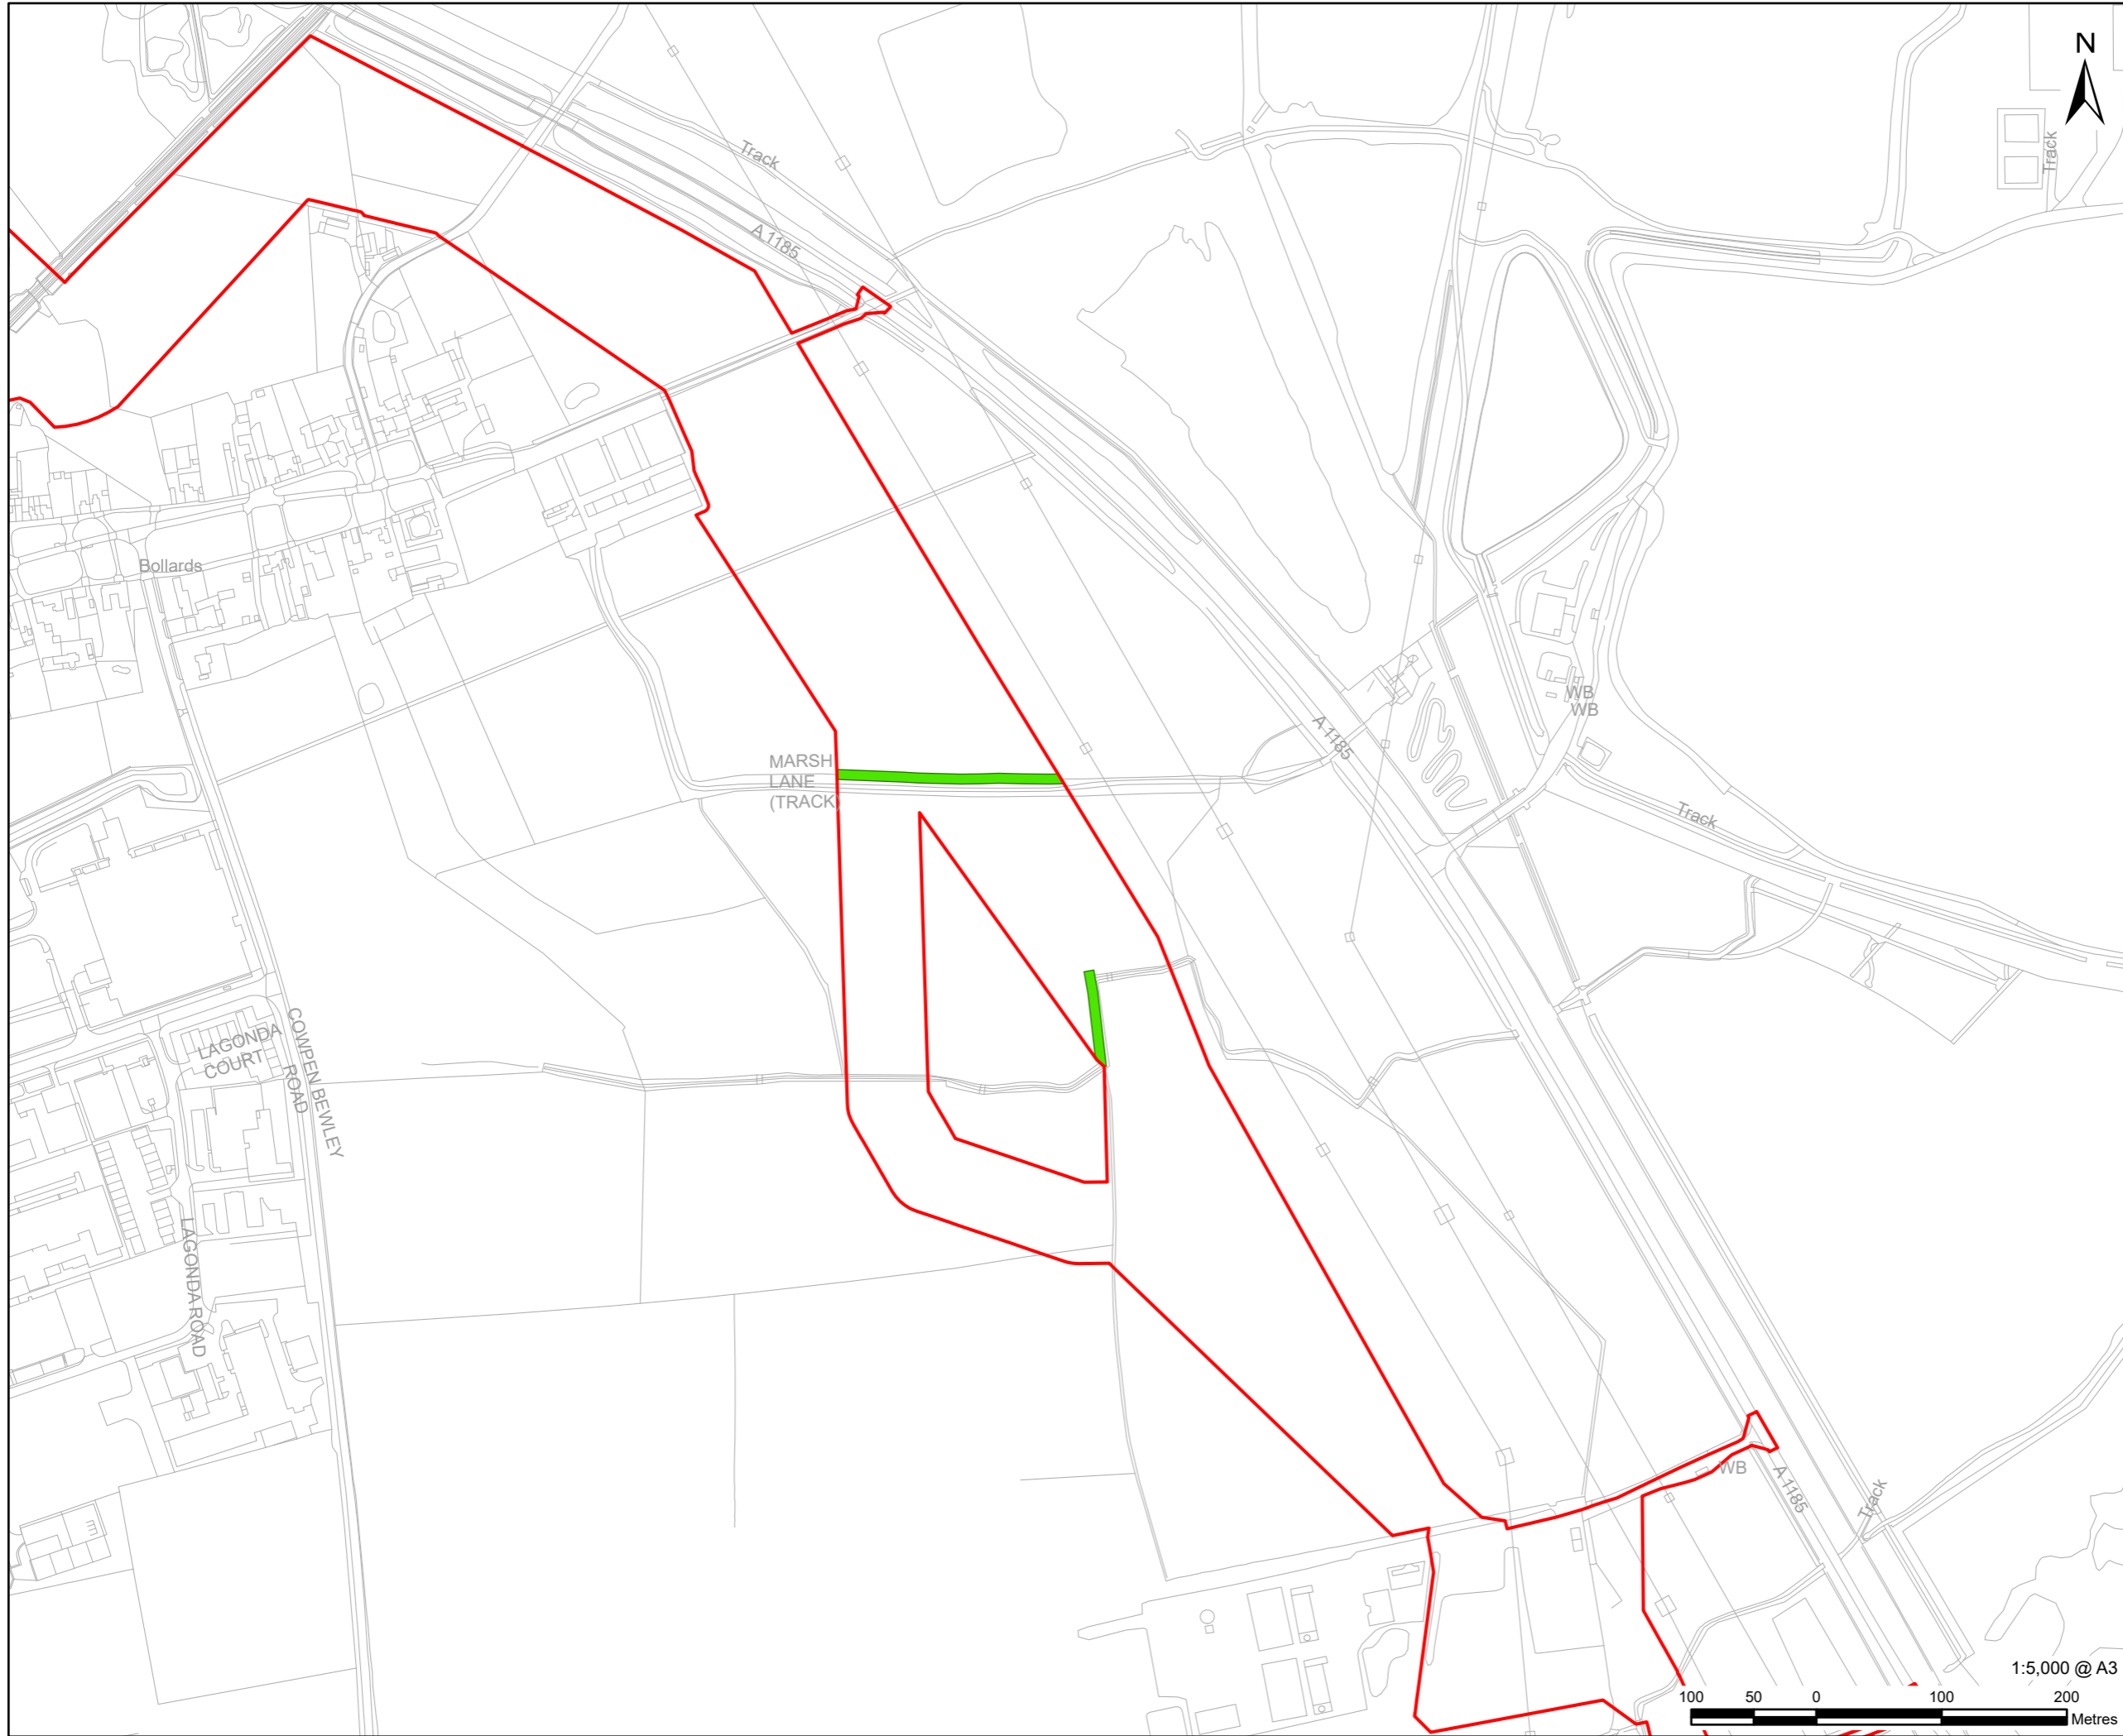 N
Track
Track
A 1185
Bollards
WB
WB
A 1185
MARSH
LANE
(TRACK)
Track
LAGONDA
COURT
COWPEN BEWLEY
ROAD
LAGONDA ROAD
WB
A 1185
Track
1:5,000 @ A3
100 50 0 100 200
Metres